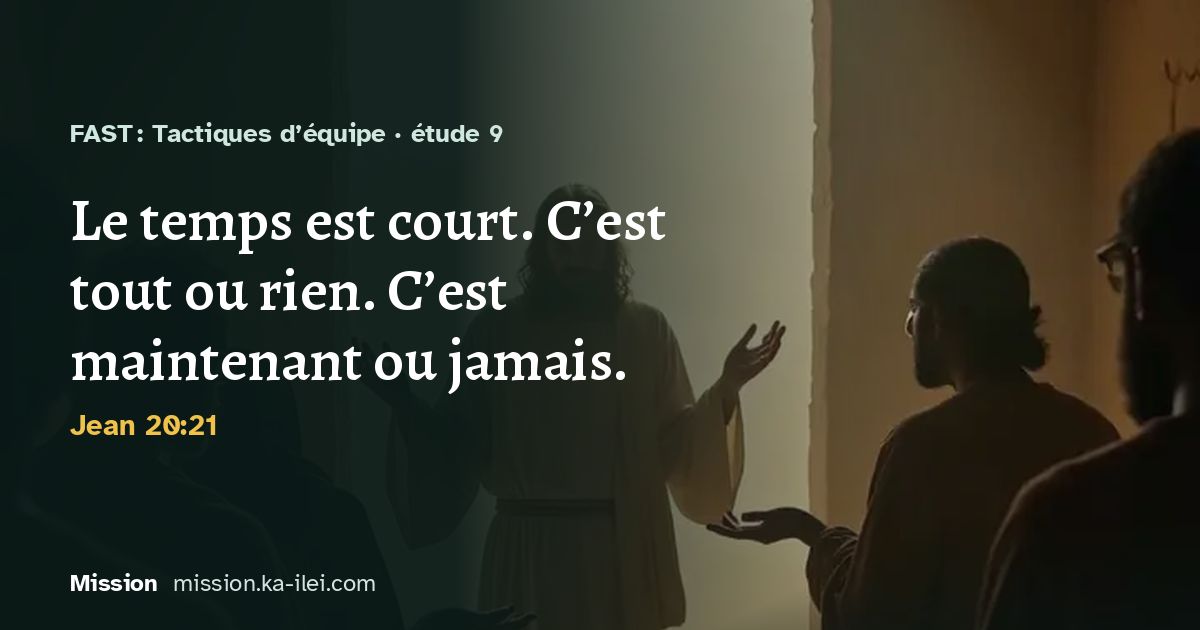 FAST : Tactiques d’équipe · étude 9
Le temps est court. C’est
tout ou rien. C’est
maintenant ou jamais.
Jean 20:21
Mission mission.ka-ilei.com